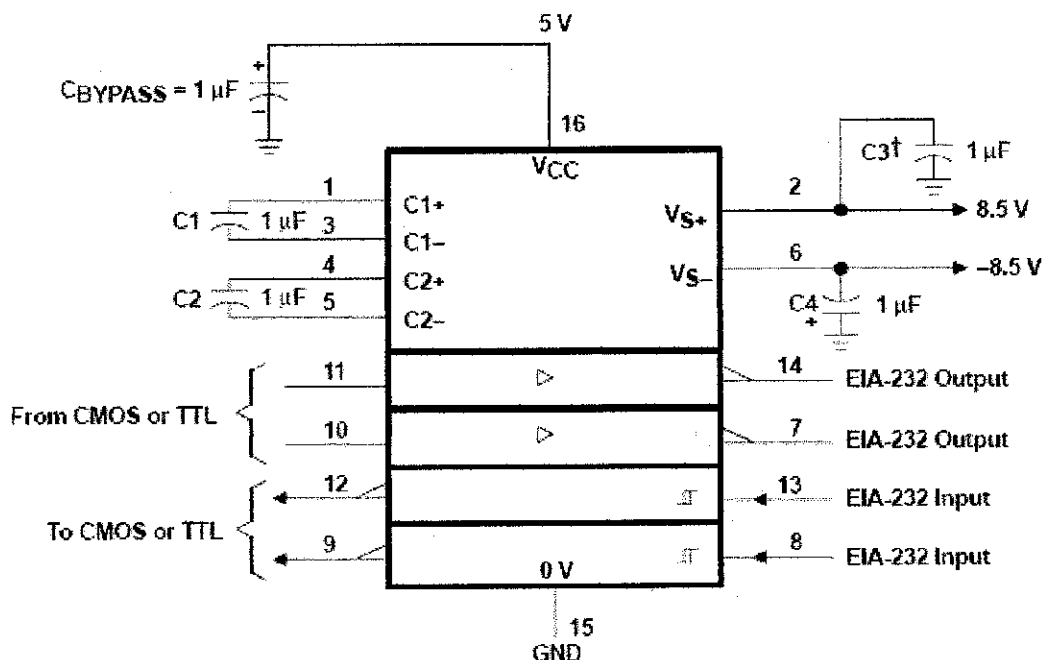 5 V
CBYPASS = 1 µF
+
–
16
VCC
C3†
1 µF
1
C1+
2
VS+
8.5 V
C1
1 µF
3
C1–
4
C2+
6
VS–
–8.5 V
C2
1 µF
5
C2–
C4
+
1 µF
11
14
EIA-232 Output
From CMOS or TTL
10
7
EIA-232 Output
12
13
EIA-232 Input
To CMOS or TTL
9
8
EIA-232 Input
0 V
15
GND